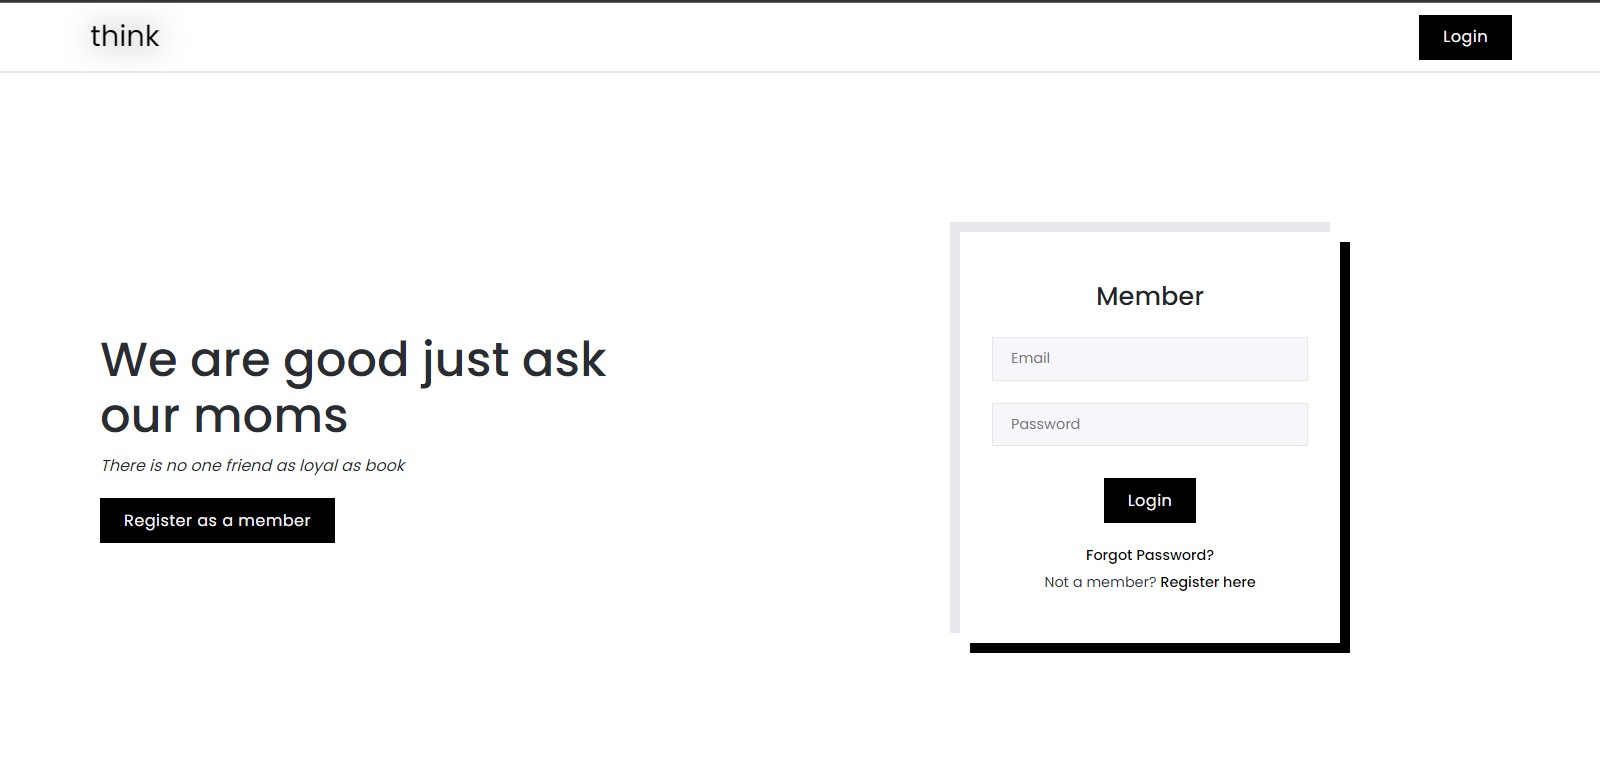 think
Login
We are good just ask
our moms
There is no one friend as loyal as book
Register as a member
Member
Email
Password
Login
Forgot Password?
Not a member? Register here